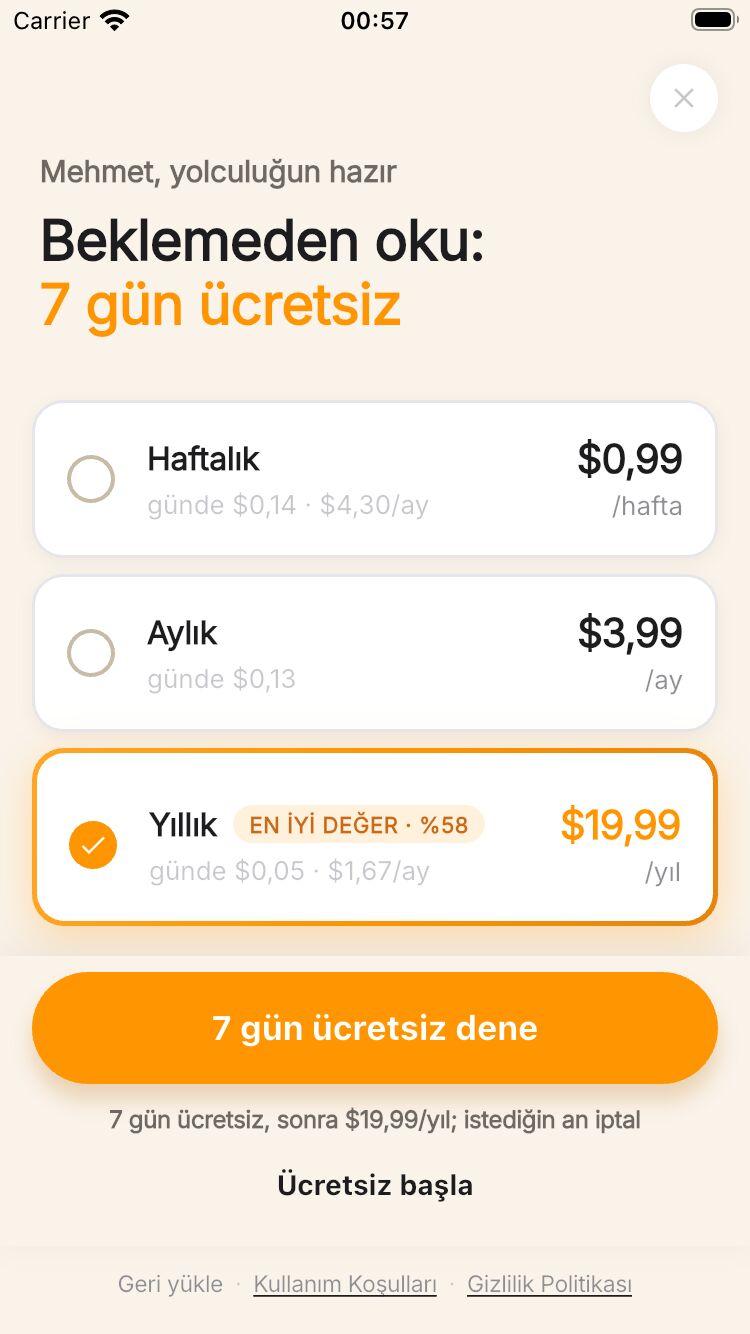 Carrier 00:57
Mehmet, yolculuğun hazır
Beklemeden oku:
7 gün ücretsiz
Haftalık $0,99
günde $0,14 · $4,30/ay /hafta
Aylık $3,99
günde $0,13 /ay
Yıllık EN İYİ DEĞER · %58 $19,99
günde $0,05 · $1,67/ay /yıl
7 gün ücretsiz dene
7 gün ücretsiz, sonra $19,99/yıl; istediğin an iptal
Ücretsiz başla
Geri yükle · Kullanım Koşulları · Gizlilik Politikası